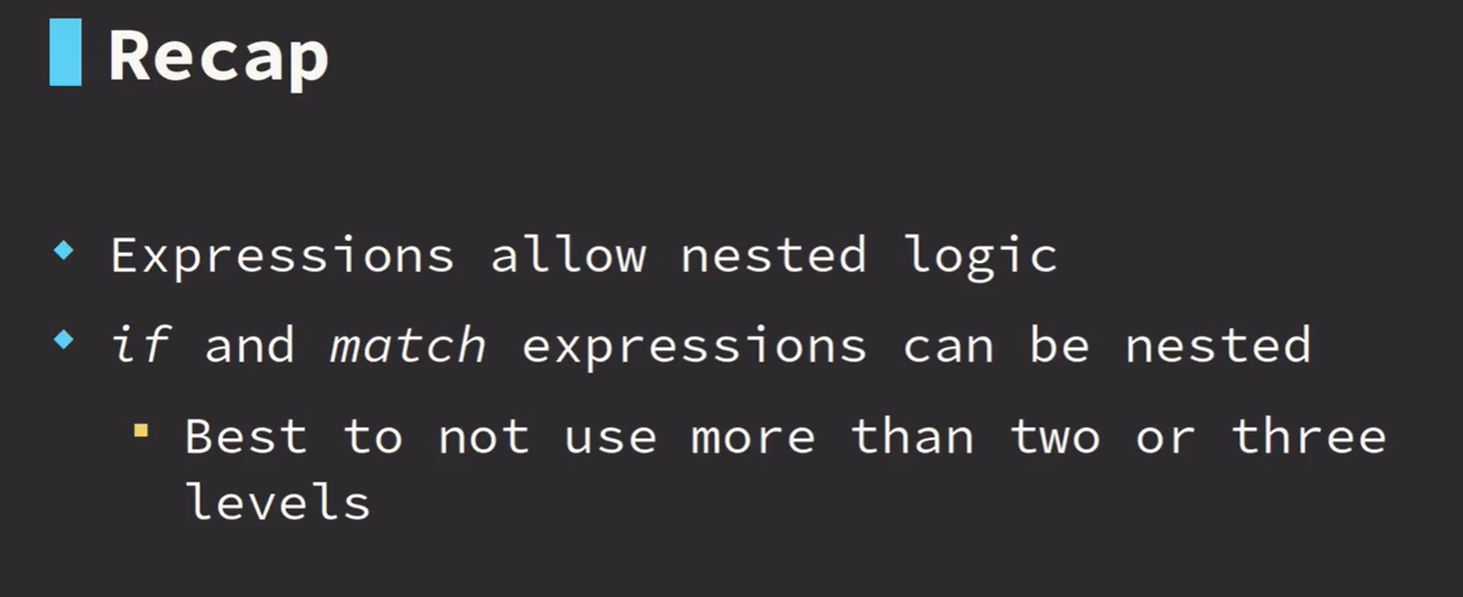 Recap
Expressions allow nested logic
if and match expressions can be nested
Best to not use more than two or three
levels